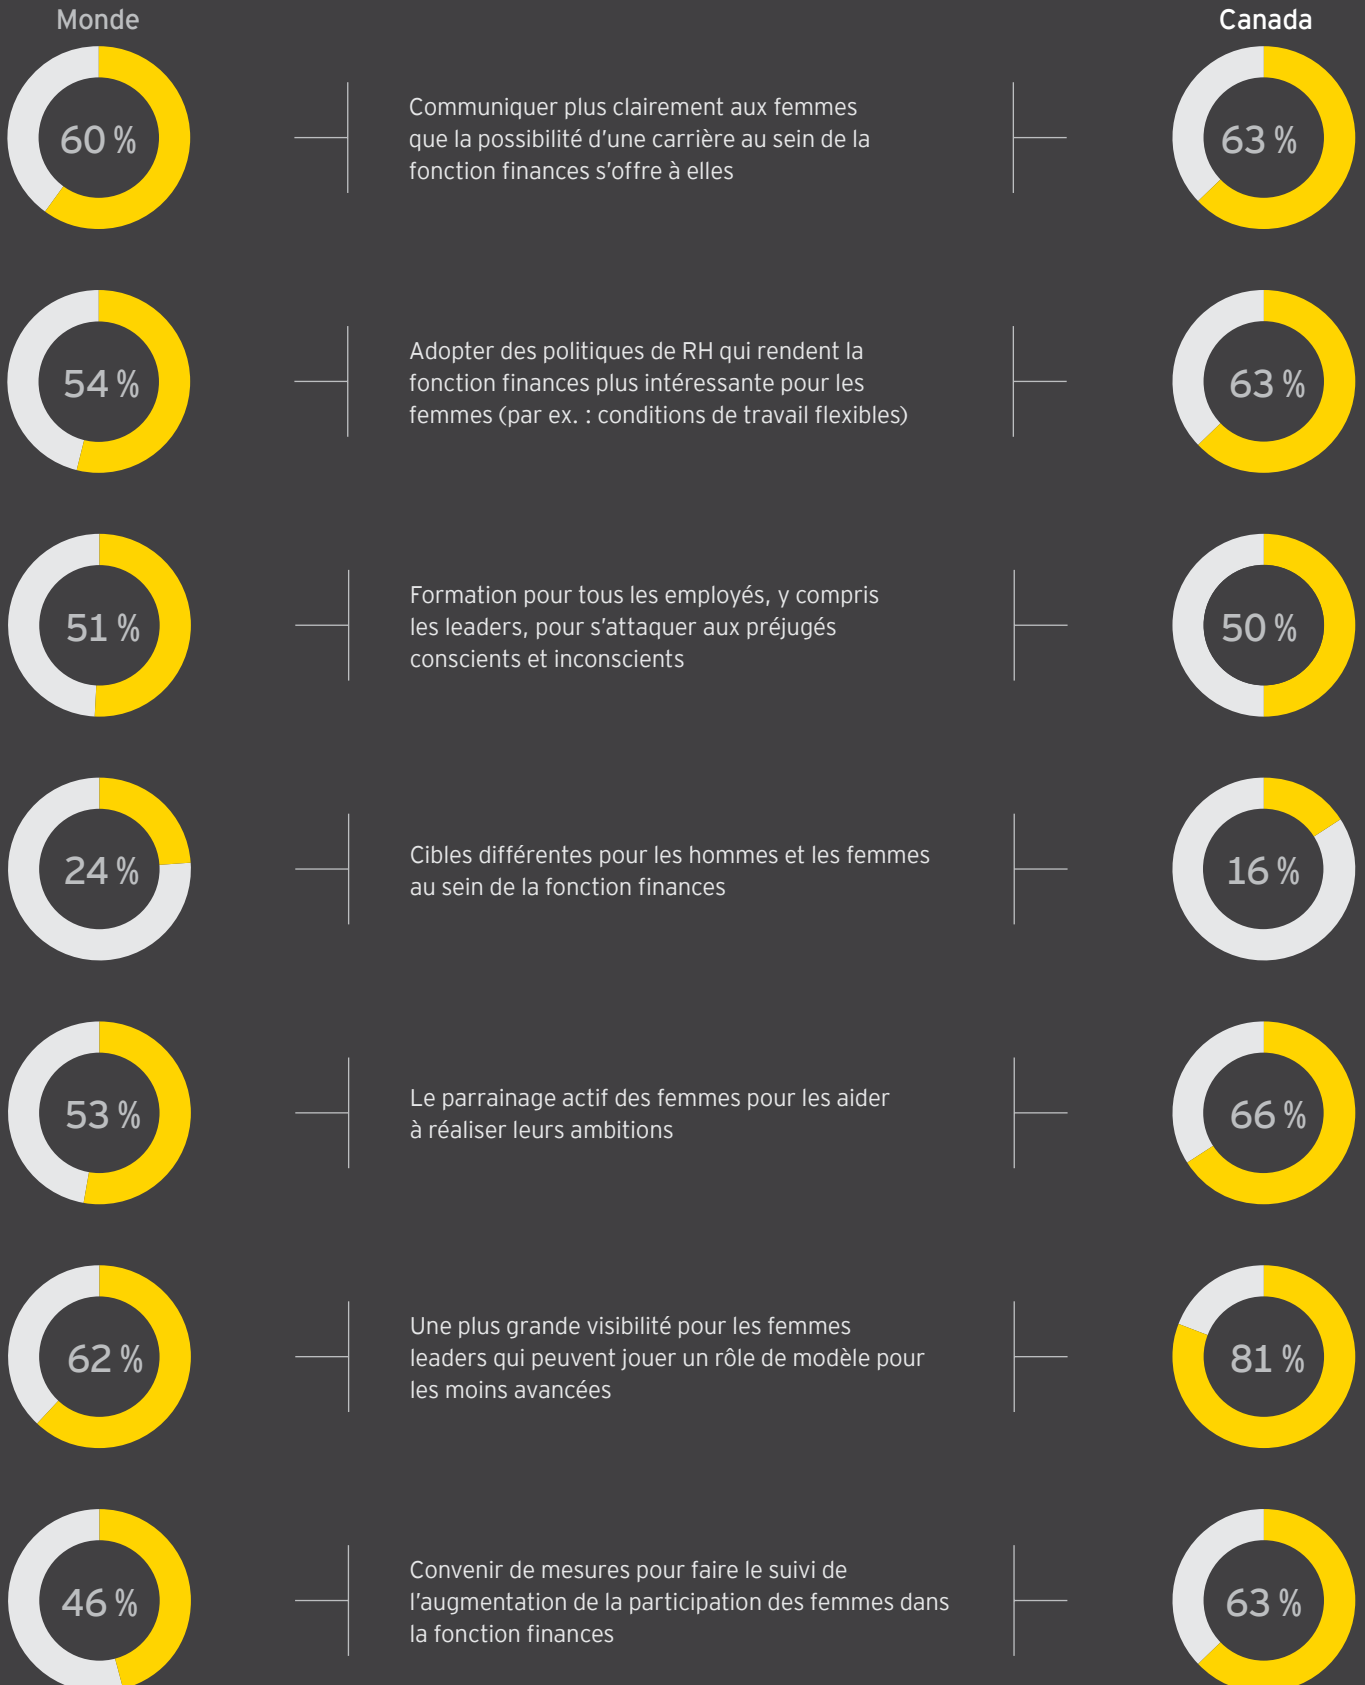 Monde
Canada
60 %
Communiquer plus clairement aux femmes
que la possibilité d’une carrière au sein de la
fonction finances s’offre à elles
63 %
54 %
Adopter des politiques de RH qui rendent la
fonction finances plus intéressante pour les
femmes (par ex. : conditions de travail flexibles)
63 %
51 %
Formation pour tous les employés, y compris
les leaders, pour s’attaquer aux préjugés
conscients et inconscients
50 %
24 %
Cibles différentes pour les hommes et les femmes
au sein de la fonction finances
16 %
53 %
Le parrainage actif des femmes pour les aider
à réaliser leurs ambitions
66 %
62 %
Une plus grande visibilité pour les femmes
leaders qui peuvent jouer un rôle de modèle pour
les moins avancées
81 %
46 %
Convenir de mesures pour faire le suivi de
l’augmentation de la participation des femmes dans
la fonction finances
63 %